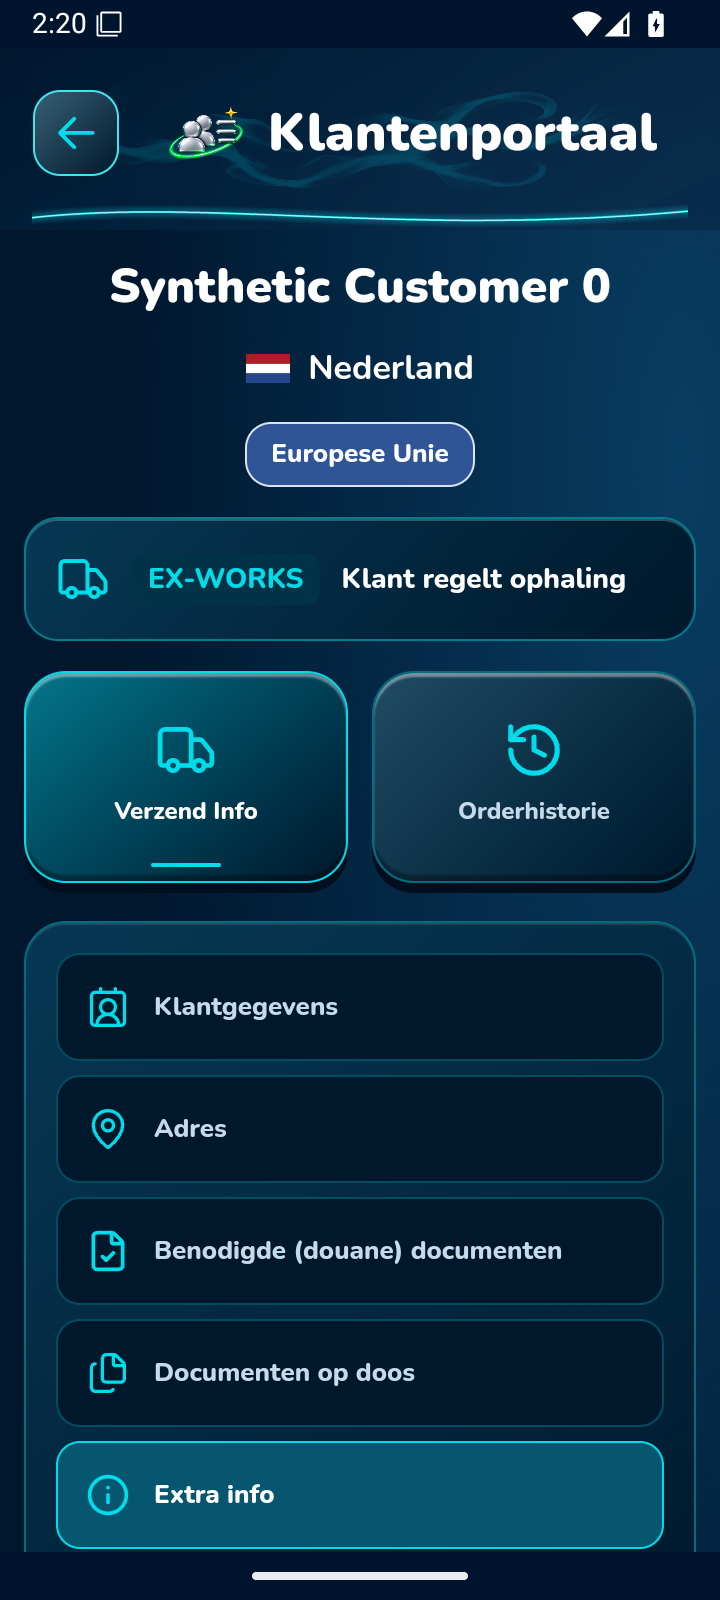 2:20
Klantenportaal
Synthetic Customer 0
Nederland
Europese Unie
EX-WORKS Klant regelt ophaling
Verzend Info
Orderhistorie
Klantgegevens
Adres
Benodigde (douane) documenten
Documenten op doos
Extra info